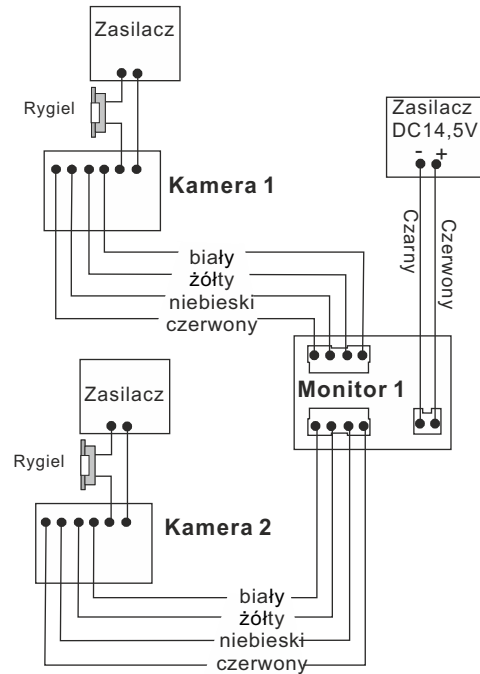 Zasilacz
Rygiel
Kamera 1
Zasilacz
DC14,5V
- +
Czarny
Czerwony
biały
żółty
niebieski
czerwony
Monitor 1
Zasilacz
Rygiel
Kamera 2
biały
żółty
niebieski
czerwony